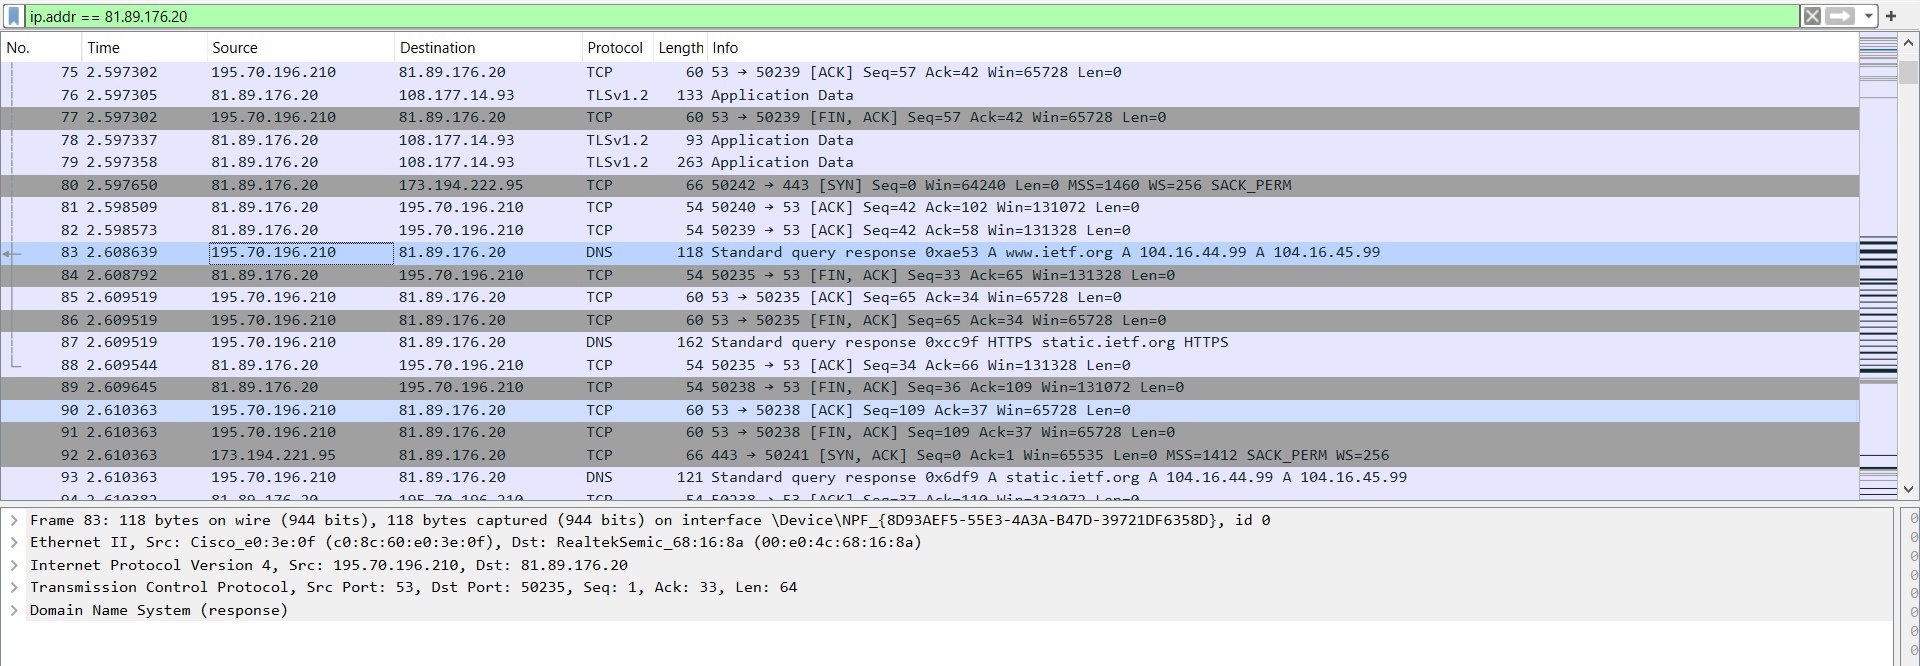 ip.addr == 81.89.176.20
No. Time Source Destination Protocol Length Info
75 2.597302 195.70.196.210 81.89.176.20 TCP 60 53 → 50239 [ACK] Seq=57 Ack=42 Win=65728 Len=0
76 2.597305 81.89.176.20 108.177.14.93 TLSv1.2 133 Application Data
77 2.597302 195.70.196.210 81.89.176.20 TCP 60 53 → 50239 [FIN, ACK] Seq=57 Ack=42 Win=65728 Len=0
78 2.597337 81.89.176.20 108.177.14.93 TLSv1.2 93 Application Data
79 2.597358 81.89.176.20 108.177.14.93 TLSv1.2 263 Application Data
80 2.597650 81.89.176.20 173.194.222.95 TCP 66 50242 → 443 [SYN] Seq=0 Win=64240 Len=0 MSS=1460 WS=256 SACK_PERM
81 2.598509 81.89.176.20 195.70.196.210 TCP 54 50240 → 53 [ACK] Seq=42 Ack=102 Win=131072 Len=0
82 2.598573 81.89.176.20 195.70.196.210 TCP 54 50239 → 53 [ACK] Seq=42 Ack=58 Win=131328 Len=0
83 2.608639 195.70.196.210 81.89.176.20 DNS 118 Standard query response 0xae53 A www.ietf.org A 104.16.44.99 A 104.16.45.99
84 2.608792 81.89.176.20 195.70.196.210 TCP 54 50235 → 53 [FIN, ACK] Seq=33 Ack=65 Win=131328 Len=0
85 2.609519 195.70.196.210 81.89.176.20 TCP 60 53 → 50235 [ACK] Seq=65 Ack=34 Win=65728 Len=0
86 2.609519 195.70.196.210 81.89.176.20 TCP 60 53 → 50235 [FIN, ACK] Seq=65 Ack=34 Win=65728 Len=0
87 2.609519 195.70.196.210 81.89.176.20 DNS 162 Standard query response 0xcc9f HTTPS static.ietf.org HTTPS
88 2.609544 81.89.176.20 195.70.196.210 TCP 54 50235 → 53 [ACK] Seq=34 Ack=66 Win=131328 Len=0
89 2.609645 81.89.176.20 195.70.196.210 TCP 54 50238 → 53 [FIN, ACK] Seq=36 Ack=109 Win=131072 Len=0
90 2.610363 195.70.196.210 81.89.176.20 TCP 60 53 → 50238 [ACK] Seq=109 Ack=37 Win=65728 Len=0
91 2.610363 195.70.196.210 81.89.176.20 TCP 60 53 → 50238 [FIN, ACK] Seq=109 Ack=37 Win=65728 Len=0
92 2.610363 173.194.221.95 81.89.176.20 TCP 66 443 → 50241 [SYN, ACK] Seq=0 Ack=1 Win=65535 Len=0 MSS=1412 SACK_PERM WS=256
93 2.610363 195.70.196.210 81.89.176.20 DNS 121 Standard query response 0x6df9 A static.ietf.org A 104.16.44.99 A 104.16.45.99
94 2.610382 81.89.176.20 195.70.196.210 TCP 54 50238 → 53 [ACK] Seq=37 Ack=110 Win=131072 Len=0
Frame 83: 118 bytes on wire (944 bits), 118 bytes captured (944 bits) on interface \Device\NPF_{8D93AEF5-55E3-4A3A-B47D-39721DF6358D}, id 0
Ethernet II, Src: Cisco_e0:3e:0f (c0:8c:60:e0:3e:0f), Dst: RealtekSemic_68:16:8a (00:e0:4c:68:16:8a)
Internet Protocol Version 4, Src: 195.70.196.210, Dst: 81.89.176.20
Transmission Control Protocol, Src Port: 53, Dst Port: 50235, Seq: 1, Ack: 33, Len: 64
Domain Name System (response)